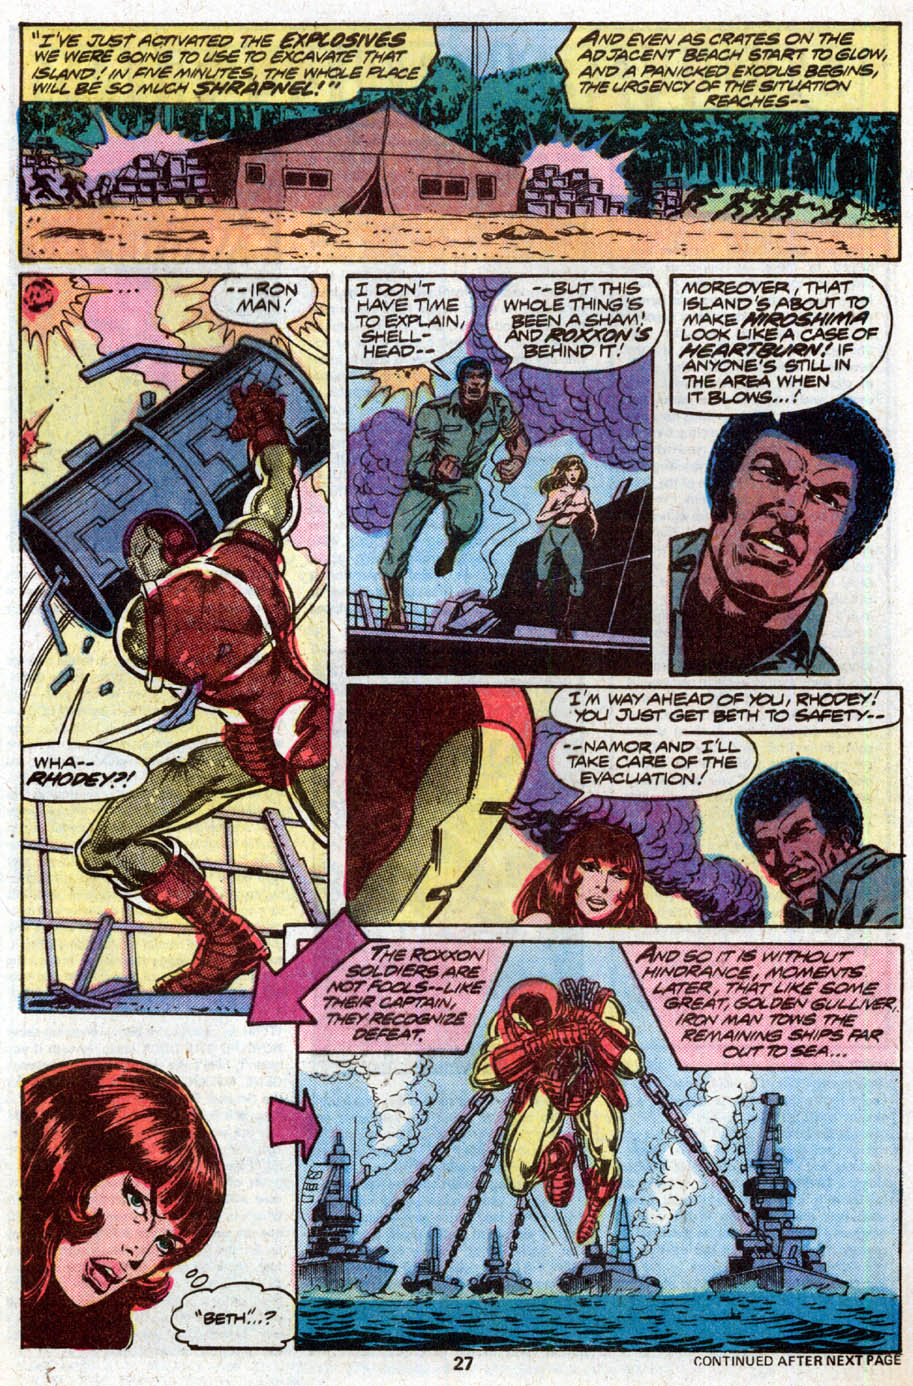 "I'VE JUST ACTIVATED THE EXPLOSIVES
WE WERE GOING TO USE TO EXCAVATE THAT
ISLAND! IN FIVE MINUTES, THE WHOLE PLACE
WILL BE SO MUCH SHRAPNEL!"
AND EVEN AS CRATES ON THE
ADJACENT BEACH START TO GLOW,
AND A PANICKED EXODUS BEGINS,
THE URGENCY OF THE SITUATION
REACHES--
--IRON
MAN!
WHA--
RHODEY?!
I DON'T
HAVE TIME
TO EXPLAIN,
SHELL-
HEAD--
--BUT THIS
WHOLE THING'S
BEEN A SHAM!
AND ROXXON'S
BEHIND IT!
MOREOVER, THAT
ISLAND'S ABOUT TO
MAKE HIROSHIMA
LOOK LIKE A CASE OF
HEARTBURN! IF
ANYONE'S STILL IN
THE AREA WHEN
IT BLOWS...!
I'M WAY AHEAD OF YOU, RHODEY!
YOU JUST GET BETH TO SAFETY--
--NAMOR AND I'LL
TAKE CARE OF THE
EVACUATION!
"BETH"...?
THE ROXXON
SOLDIERS ARE
NOT FOOLS--LIKE
THEIR CAPTAIN,
THEY RECOGNIZE
DEFEAT.
AND SO IT IS WITHOUT
HINDRANCE, MOMENTS
LATER, THAT LIKE SOME
GREAT, GOLDEN GULLIVER,
IRON MAN TOWS THE
REMAINING SHIPS FAR
OUT TO SEA...
27
CONTINUED AFTER NEXT PAGE